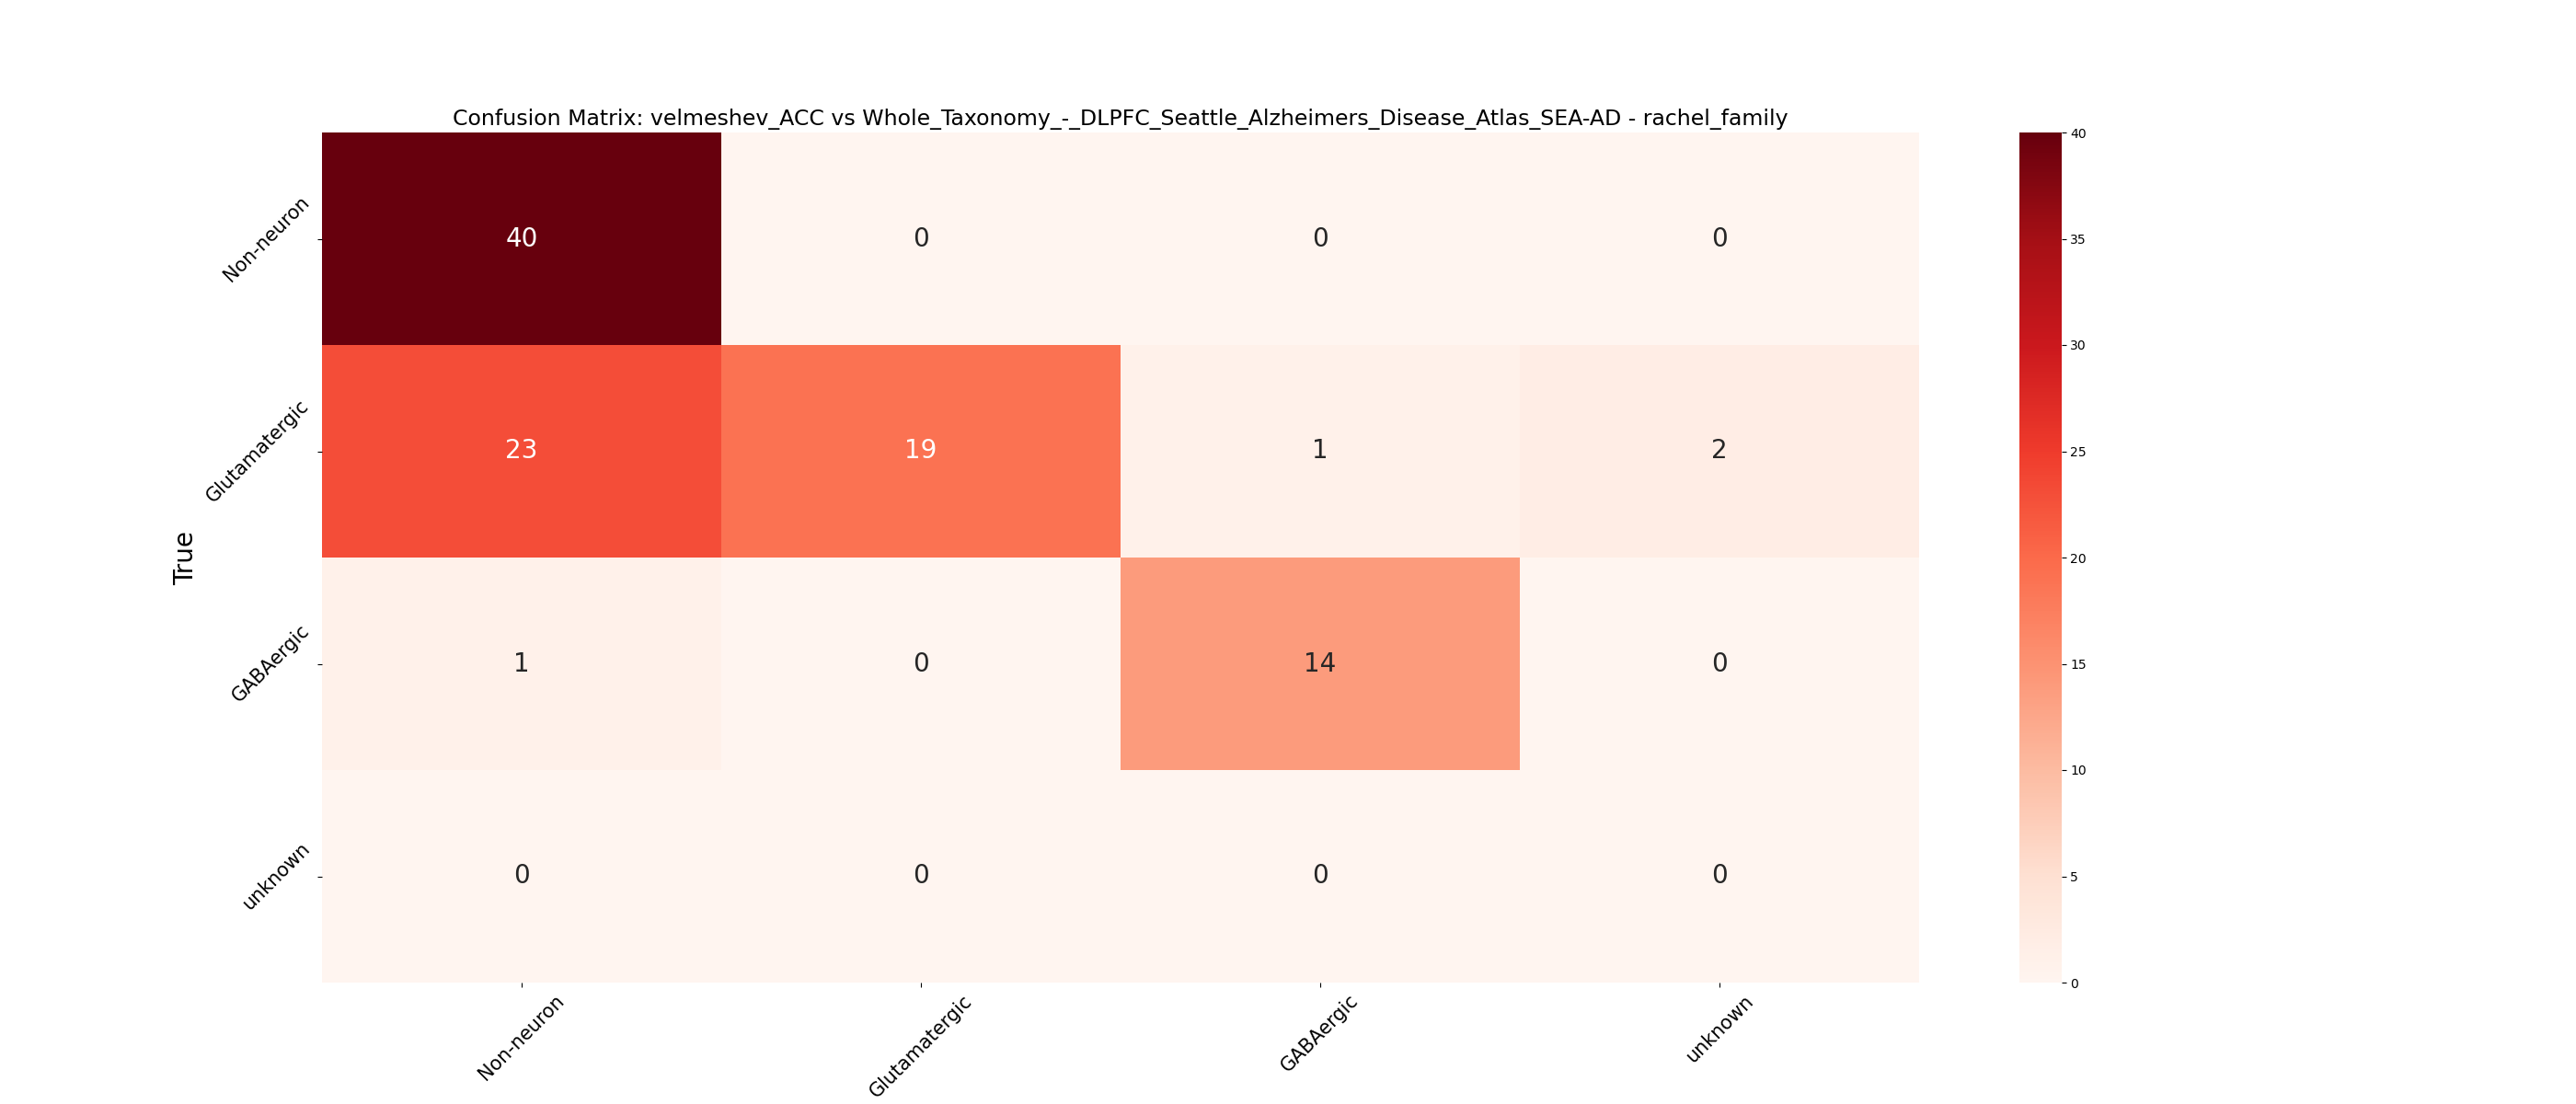 Confusion Matrix: velmeshev_ACC vs Whole_Taxonomy_-_DLPFC_Seattle_Alzheimers_Disease_Atlas_SEA-AD - rachel_family
True
Non-neuron
40
0
0
0
Glutamatergic
23
19
1
2
GABAergic
1
0
14
0
unknown
0
0
0
0
Non-neuron
Glutamatergic
GABAergic
unknown
40
35
30
25
20
15
10
5
0